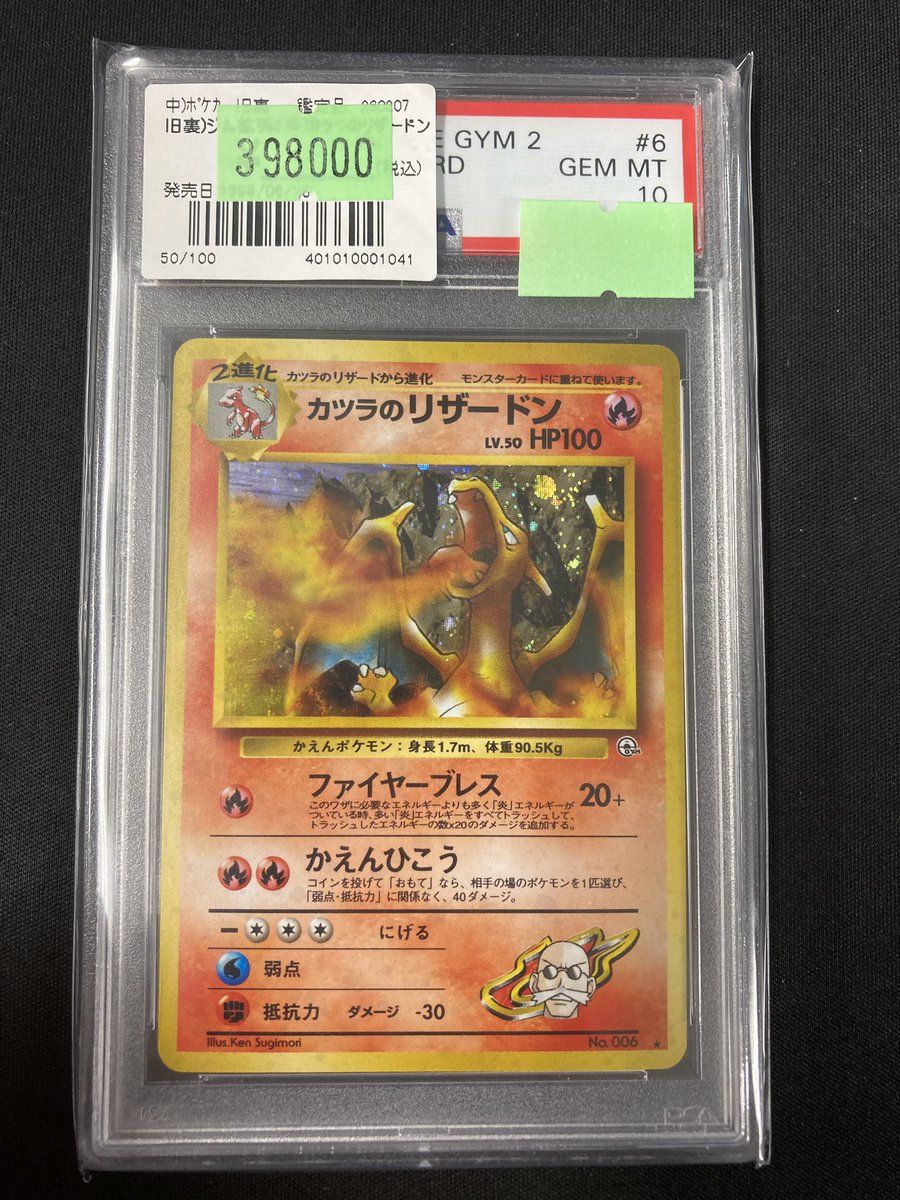 中)ポケカ 旧裏 鑑定品
旧裏)ジム リザードン
398000
(税込)
発売日
50/100 401010001041
E GYM 2 #6
RD GEM MT
10
2進化 カツラのリザードから進化 モンスターカードに重ねて使います。
カツラのリザードン
LV.50 HP100
かえんポケモン：身長1.7m、体重90.5Kg
GYM
ファイヤーブレス 20+
このワザに必要なエネルギーよりも多く「炎」エネルギーが
ついている時、多い「炎」エネルギーをすべてトラッシュして、
トラッシュしたエネルギーの数×20のダメージを追加する。
かえんひこう
コインを投げて「おもて」なら、相手の場のポケモンを1匹選び、
「弱点・抵抗力」に関係なく、40ダメージ。
にげる
弱点
抵抗力 ダメージ -30
Illus.Ken Sugimori No. 006 ★
PSA